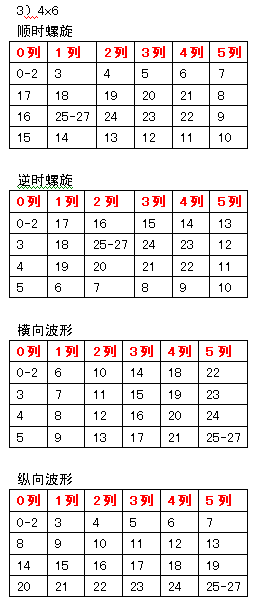 3）4×6
顺时螺旋
0列 1列 2列 3列 4列 5列
0-2 3 4 5 6 7
17 18 19 20 21 8
16 25-27 24 23 22 9
15 14 13 12 11 10
逆时螺旋
0列 1列 2列 3列 4列 5列
0-2 17 16 15 14 13
3 18 25-27 24 23 12
4 19 20 21 22 11
5 6 7 8 9 10
横向波形
0列 1列 2列 3列 4列 5列
0-2 6 10 14 18 22
3 7 11 15 19 23
4 8 12 16 20 24
5 9 13 17 21 25-27
纵向波形
0列 1列 2列 3列 4列 5列
0-2 3 4 5 6 7
8 9 10 11 12 13
14 15 16 17 18 19
20 21 22 23 24 25-27